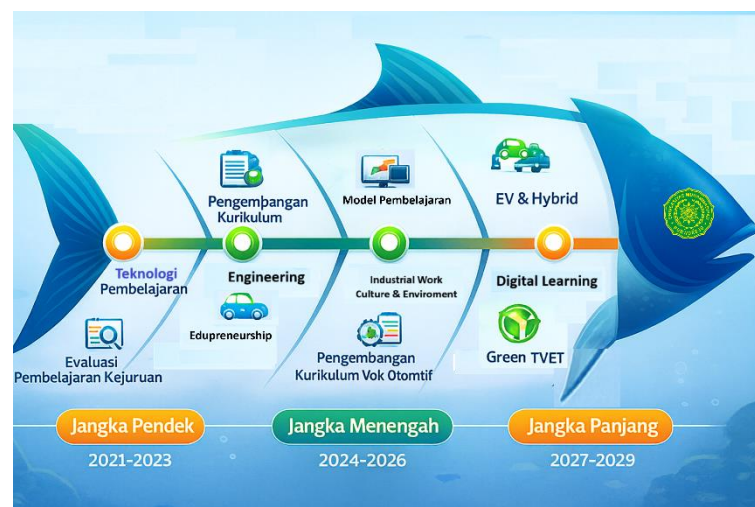 Pengembangan
Kurikulum
Model Pembelajaran
EV & Hybrid
Teknologi
Pembelajaran
Engineering
Industrial Work
Culture & Enviroment
Digital Learning
Edupreneurship
Evaluasi
Pembelajaran Kejuruan
Pengembangan
Kurikulum Vok Otomtif
Green TVET
Jangka Pendek
Jangka Menengah
Jangka Panjang
2021-2023
2024-2026
2027-2029